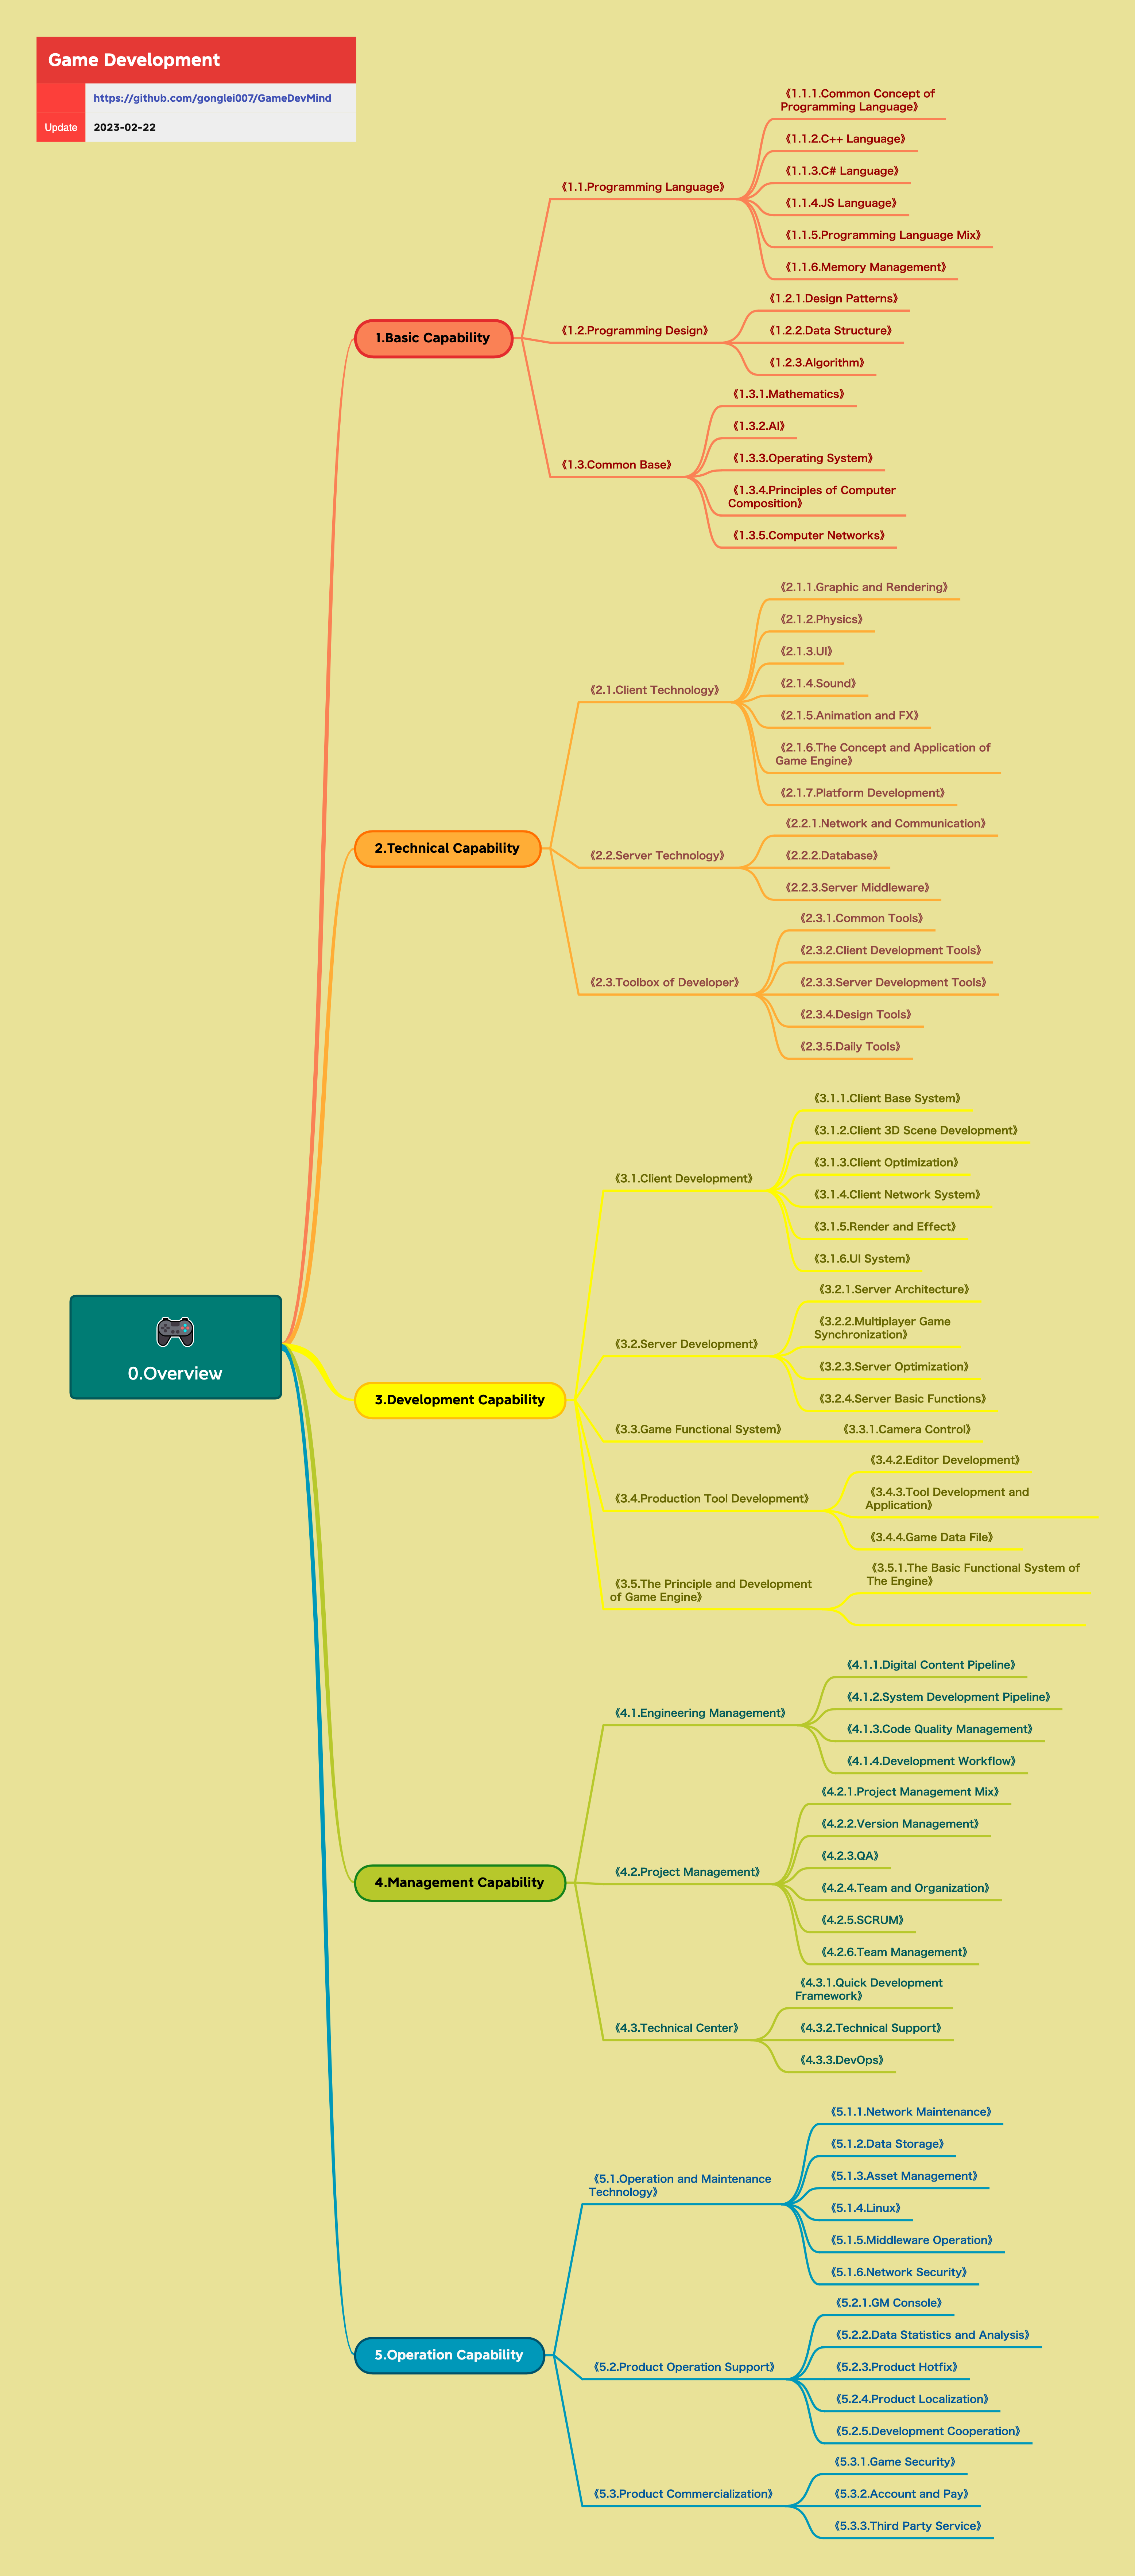 Game Development
https://github.com/gonglei007/GameDevMind
Update
2023-02-22
0.Overview
1.Basic Capability
《1.1.Programming Language》
《1.1.1.Common Concept of
Programming Language》
《1.1.2.C++ Language》
《1.1.3.C# Language》
《1.1.4.JS Language》
《1.1.5.Programming Language Mix》
《1.1.6.Memory Management》
《1.2.Programming Design》
《1.2.1.Design Patterns》
《1.2.2.Data Structure》
《1.2.3.Algorithm》
《1.3.Common Base》
《1.3.1.Mathematics》
《1.3.2.AI》
《1.3.3.Operating System》
《1.3.4.Principles of Computer
Composition》
《1.3.5.Computer Networks》
2.Technical Capability
《2.1.Client Technology》
《2.1.1.Graphic and Rendering》
《2.1.2.Physics》
《2.1.3.UI》
《2.1.4.Sound》
《2.1.5.Animation and FX》
《2.1.6.The Concept and Application of
Game Engine》
《2.1.7.Platform Development》
《2.2.Server Technology》
《2.2.1.Network and Communication》
《2.2.2.Database》
《2.2.3.Server Middleware》
《2.3.Toolbox of Developer》
《2.3.1.Common Tools》
《2.3.2.Client Development Tools》
《2.3.3.Server Development Tools》
《2.3.4.Design Tools》
《2.3.5.Daily Tools》
3.Development Capability
《3.1.Client Development》
《3.1.1.Client Base System》
《3.1.2.Client 3D Scene Development》
《3.1.3.Client Optimization》
《3.1.4.Client Network System》
《3.1.5.Render and Effect》
《3.1.6.UI System》
《3.2.Server Development》
《3.2.1.Server Architecture》
《3.2.2.Multiplayer Game
Synchronization》
《3.2.3.Server Optimization》
《3.2.4.Server Basic Functions》
《3.3.Game Functional System》
《3.3.1.Camera Control》
《3.4.Production Tool Development》
《3.4.2.Editor Development》
《3.4.3.Tool Development and
Application》
《3.4.4.Game Data File》
《3.5.The Principle and Development
of Game Engine》
《3.5.1.The Basic Functional System of
The Engine》
4.Management Capability
《4.1.Engineering Management》
《4.1.1.Digital Content Pipeline》
《4.1.2.System Development Pipeline》
《4.1.3.Code Quality Management》
《4.1.4.Development Workflow》
《4.2.Project Management》
《4.2.1.Project Management Mix》
《4.2.2.Version Management》
《4.2.3.QA》
《4.2.4.Team and Organization》
《4.2.5.SCRUM》
《4.2.6.Team Management》
《4.3.Technical Center》
《4.3.1.Quick Development
Framework》
《4.3.2.Technical Support》
《4.3.3.DevOps》
5.Operation Capability
《5.1.Operation and Maintenance
Technology》
《5.1.1.Network Maintenance》
《5.1.2.Data Storage》
《5.1.3.Asset Management》
《5.1.4.Linux》
《5.1.5.Middleware Operation》
《5.1.6.Network Security》
《5.2.Product Operation Support》
《5.2.1.GM Console》
《5.2.2.Data Statistics and Analysis》
《5.2.3.Product Hotfix》
《5.2.4.Product Localization》
《5.2.5.Development Cooperation》
《5.3.Product Commercialization》
《5.3.1.Game Security》
《5.3.2.Account and Pay》
《5.3.3.Third Party Service》